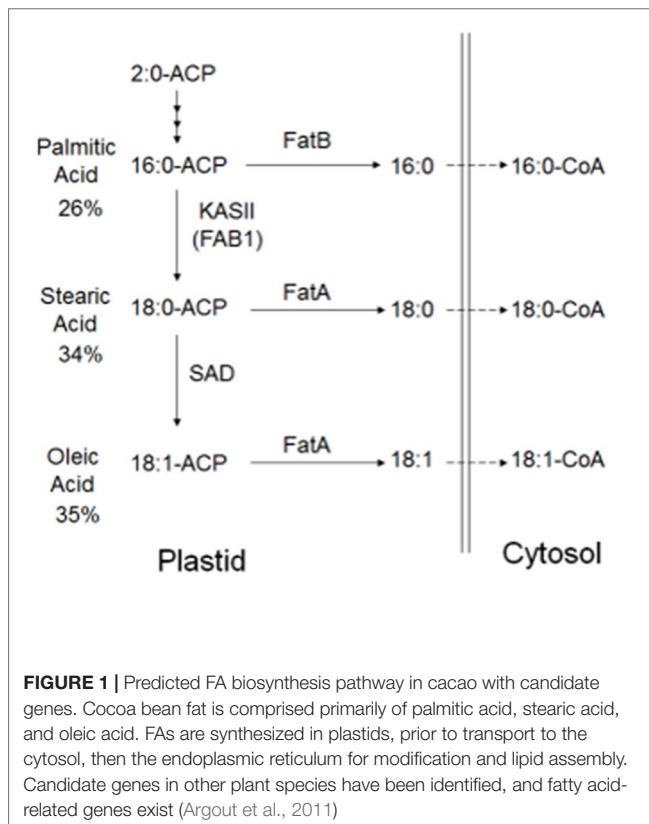 2:0-ACP
Palmitic
Acid
26%
16:0-ACP
FatB
16:0
16:0-CoA
KASII
(FAB1)
Stearic
Acid
34%
18:0-ACP
FatA
18:0
18:0-CoA
SAD
Oleic
Acid
35%
18:1-ACP
FatA
18:1
18:1-CoA
Plastid
Cytosol
FIGURE 1 | Predicted FA biosynthesis pathway in cacao with candidate
genes. Cocoa bean fat is comprised primarily of palmitic acid, stearic acid,
and oleic acid. FAs are synthesized in plastids, prior to transport to the
cytosol, then the endoplasmic reticulum for modification and lipid assembly.
Candidate genes in other plant species have been identified, and fatty acid-
related genes exist (Argout et al., 2011)